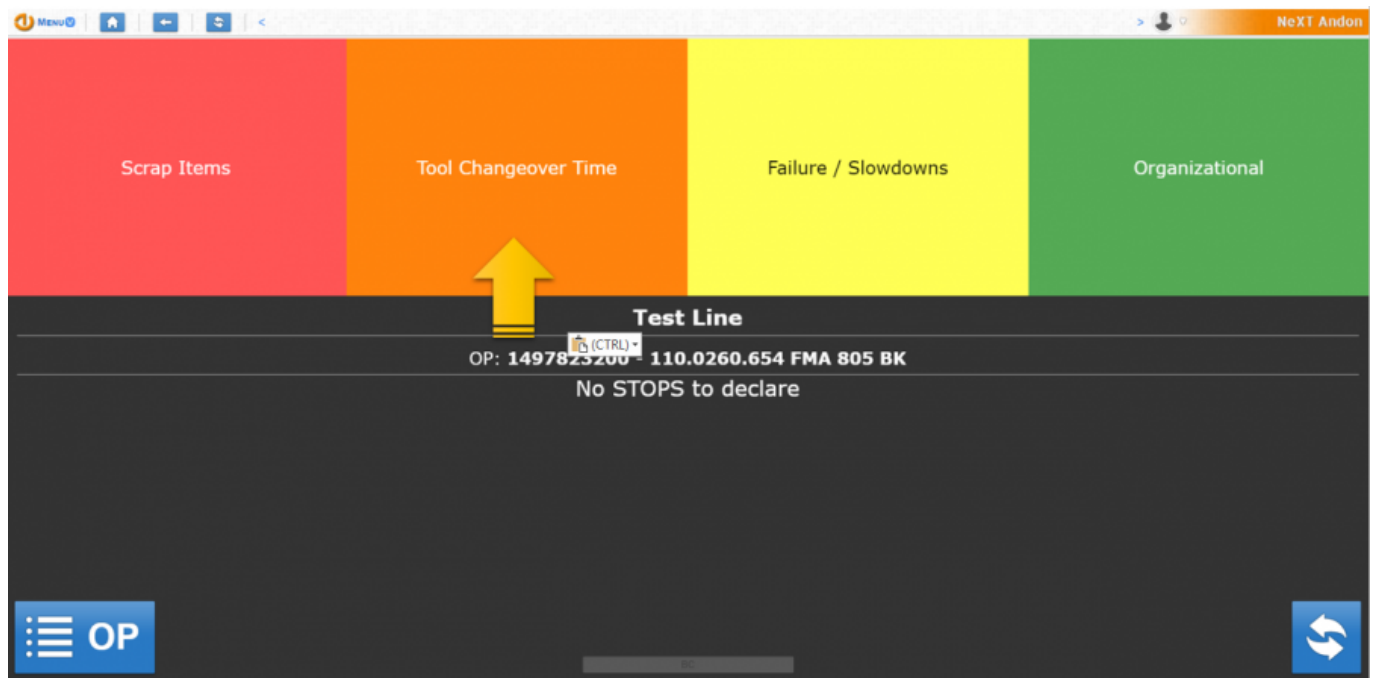 MENU
< > NeXT Andon
Scrap Items
Tool Changeover Time
Failure / Slowdowns
Organizational
Test Line
(CTRL)
OP: 1497823200 - 110.0260.654 FMA 805 BK
No STOPS to declare
OP